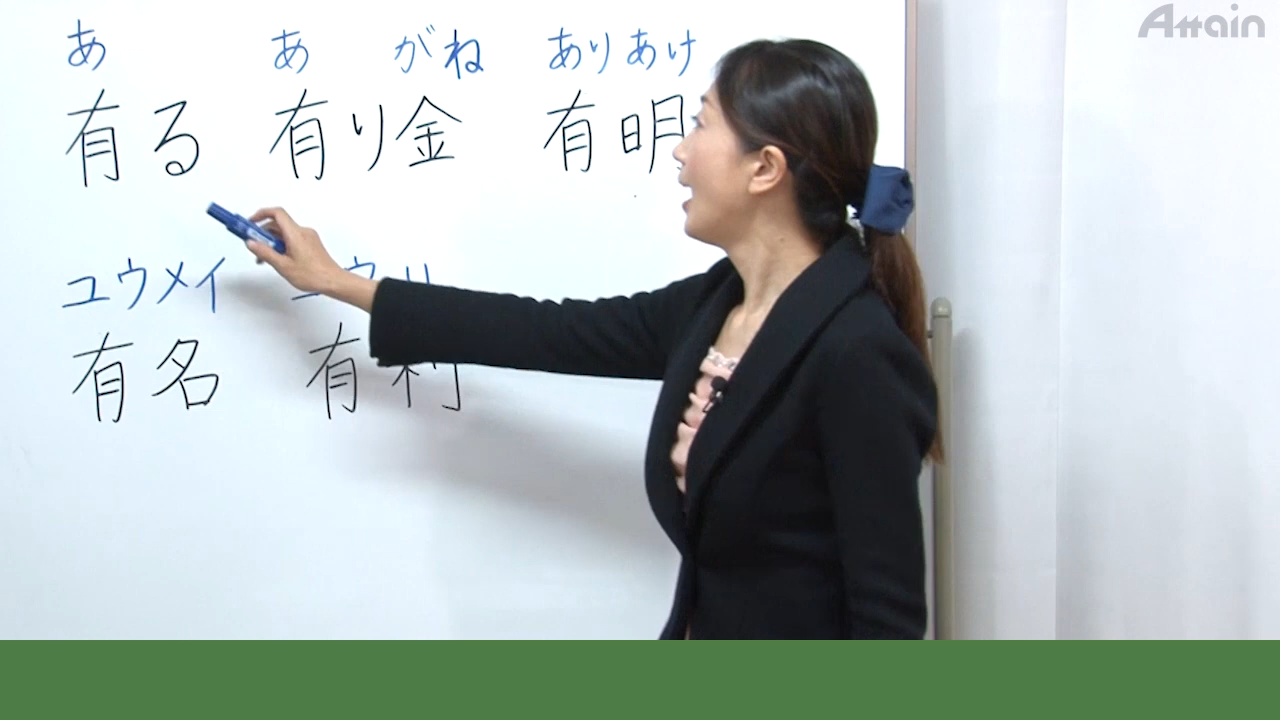 Attain
あ あ がね ありあけ
有る 有り金 有明
ユウメイ
有名 有利